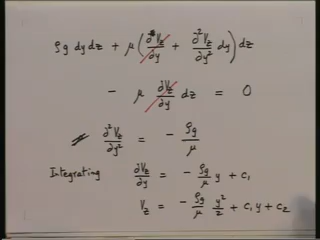 ρg dy dz + μ(∂V_z/∂y + ∂²V_z/∂y² dy)dz
- μ ∂V_z/∂y dz = 0
∂²V_z/∂y² = - ρg/μ
Integrating ∂V_z/∂y = - ρg/μ y + c₁
V_z = - ρg/μ y²/2 + c₁y + c₂